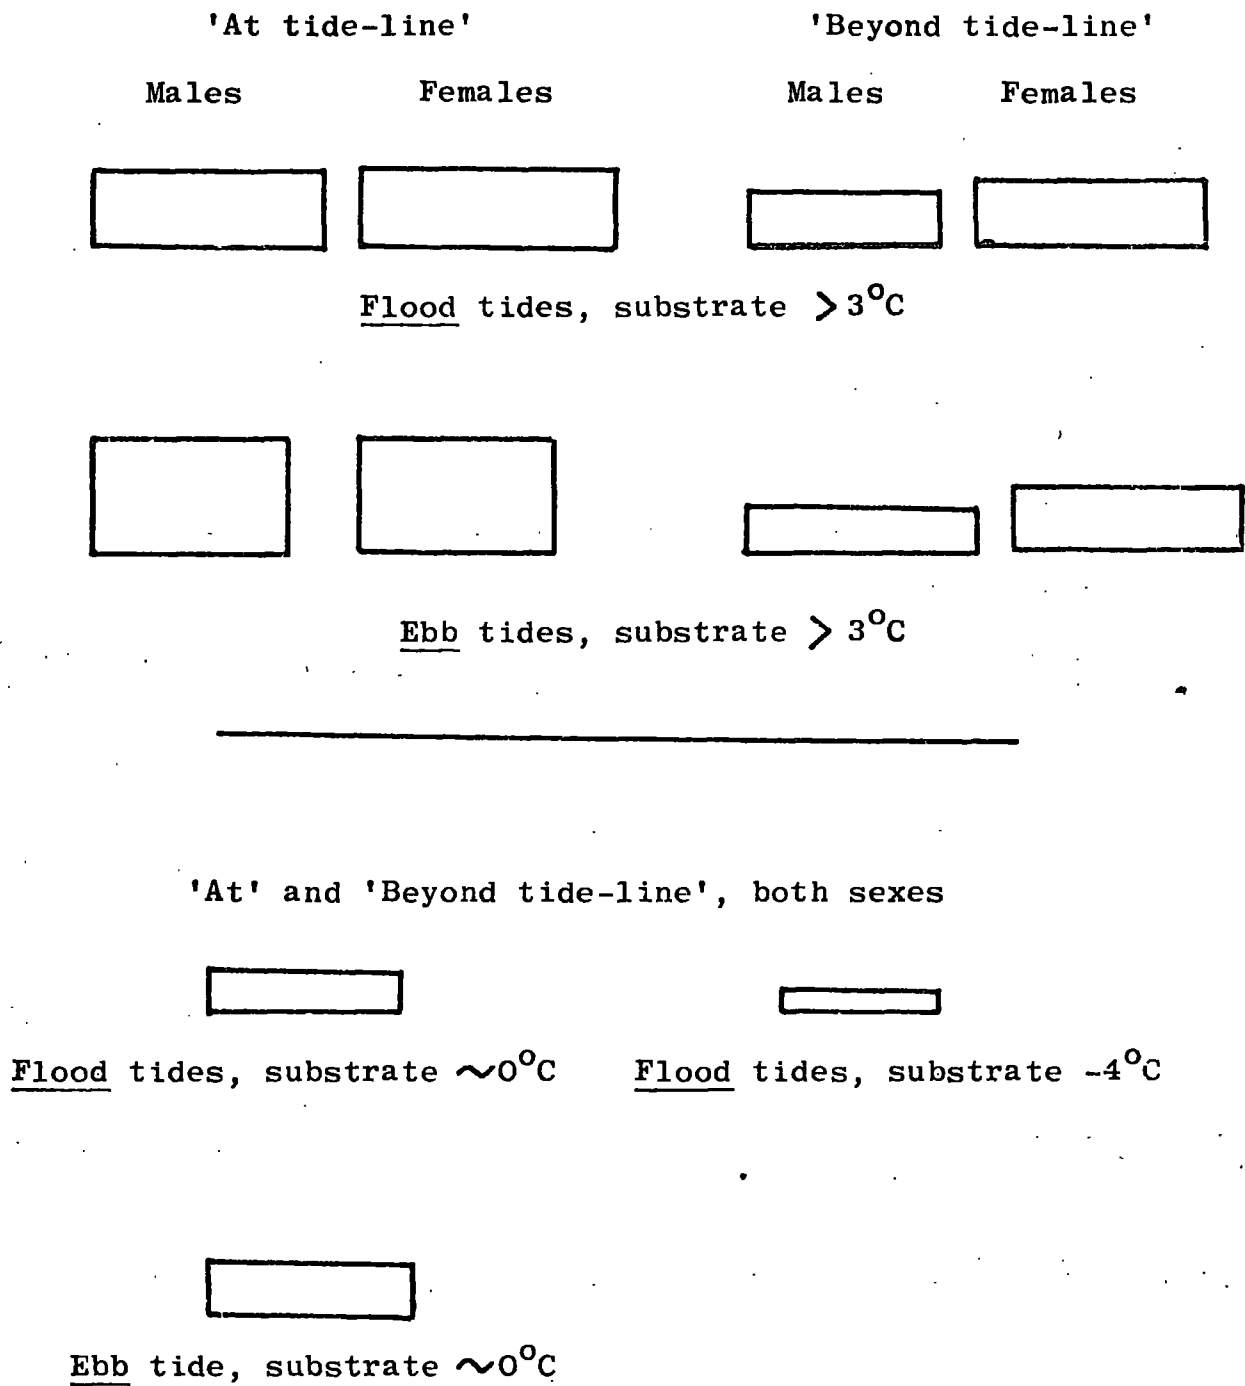 'At tide-line' 'Beyond tide-line'
Males Females Males Females
Flood tides, substrate > 3°C
Ebb tides, substrate > 3°C
'At' and 'Beyond tide-line', both sexes
Flood tides, substrate ~0°C Flood tides, substrate -4°C
Ebb tide, substrate ~0°C